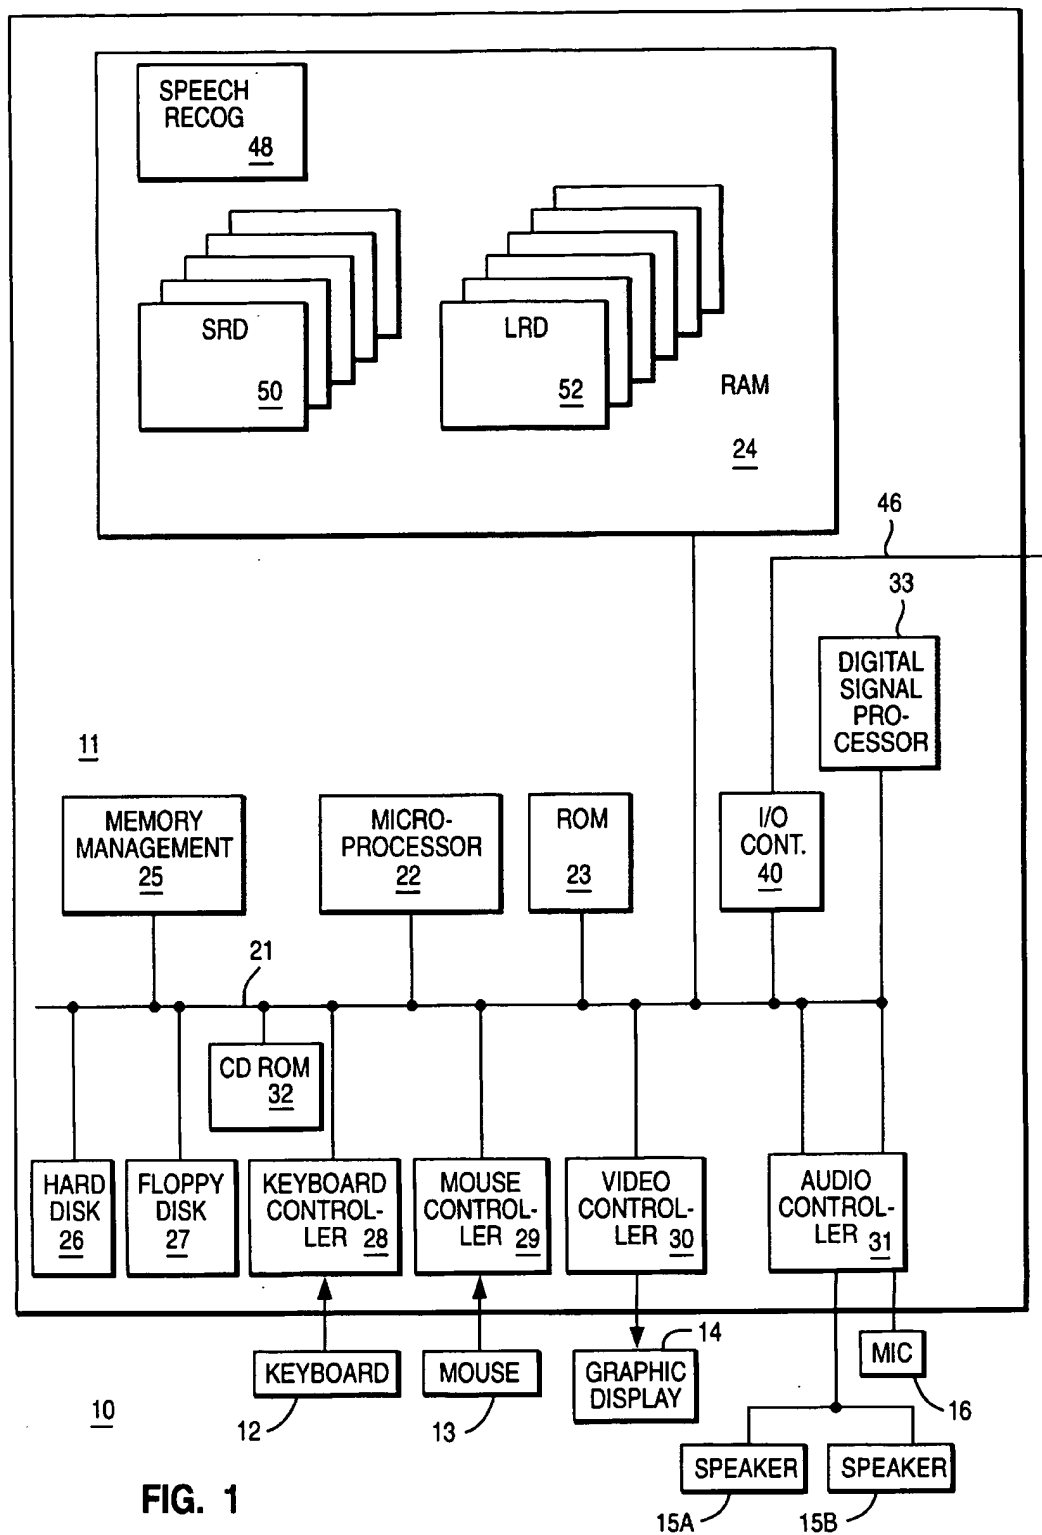 SPEECH
RECOG
48
SRD
50
LRD
52
RAM
24
46
33
DIGITAL
SIGNAL
PRO-
CESSOR
11
MEMORY
MANAGEMENT
25
MICRO-
PROCESSOR
22
ROM
23
I/O
CONT.
40
21
CD ROM
32
HARD
DISK
26
FLOPPY
DISK
27
KEYBOARD
CONTROL-
LER 28
MOUSE
CONTROL-
LER 29
VIDEO
CONTROL-
LER 30
AUDIO
CONTROL-
LER 31
KEYBOARD
12
MOUSE
13
14
GRAPHIC
DISPLAY
MIC
16
10
SPEAKER
15A
SPEAKER
15B
FIG. 1